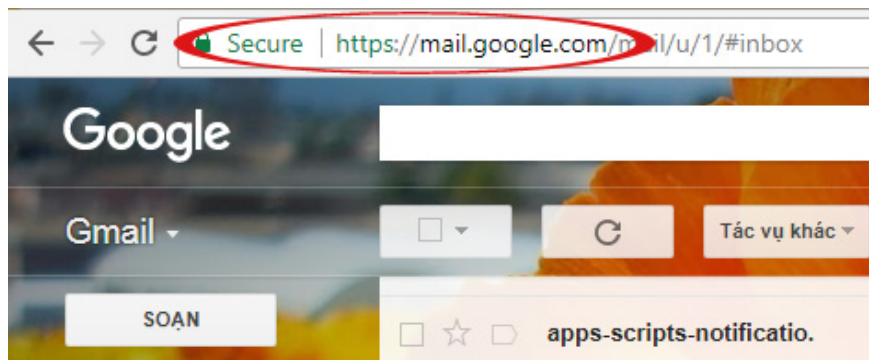 Secure | https://mail.google.com/mail/u/1/#inbox
Google
Gmail
Tác vụ khác
SOẠN
apps-scripts-notificatio.